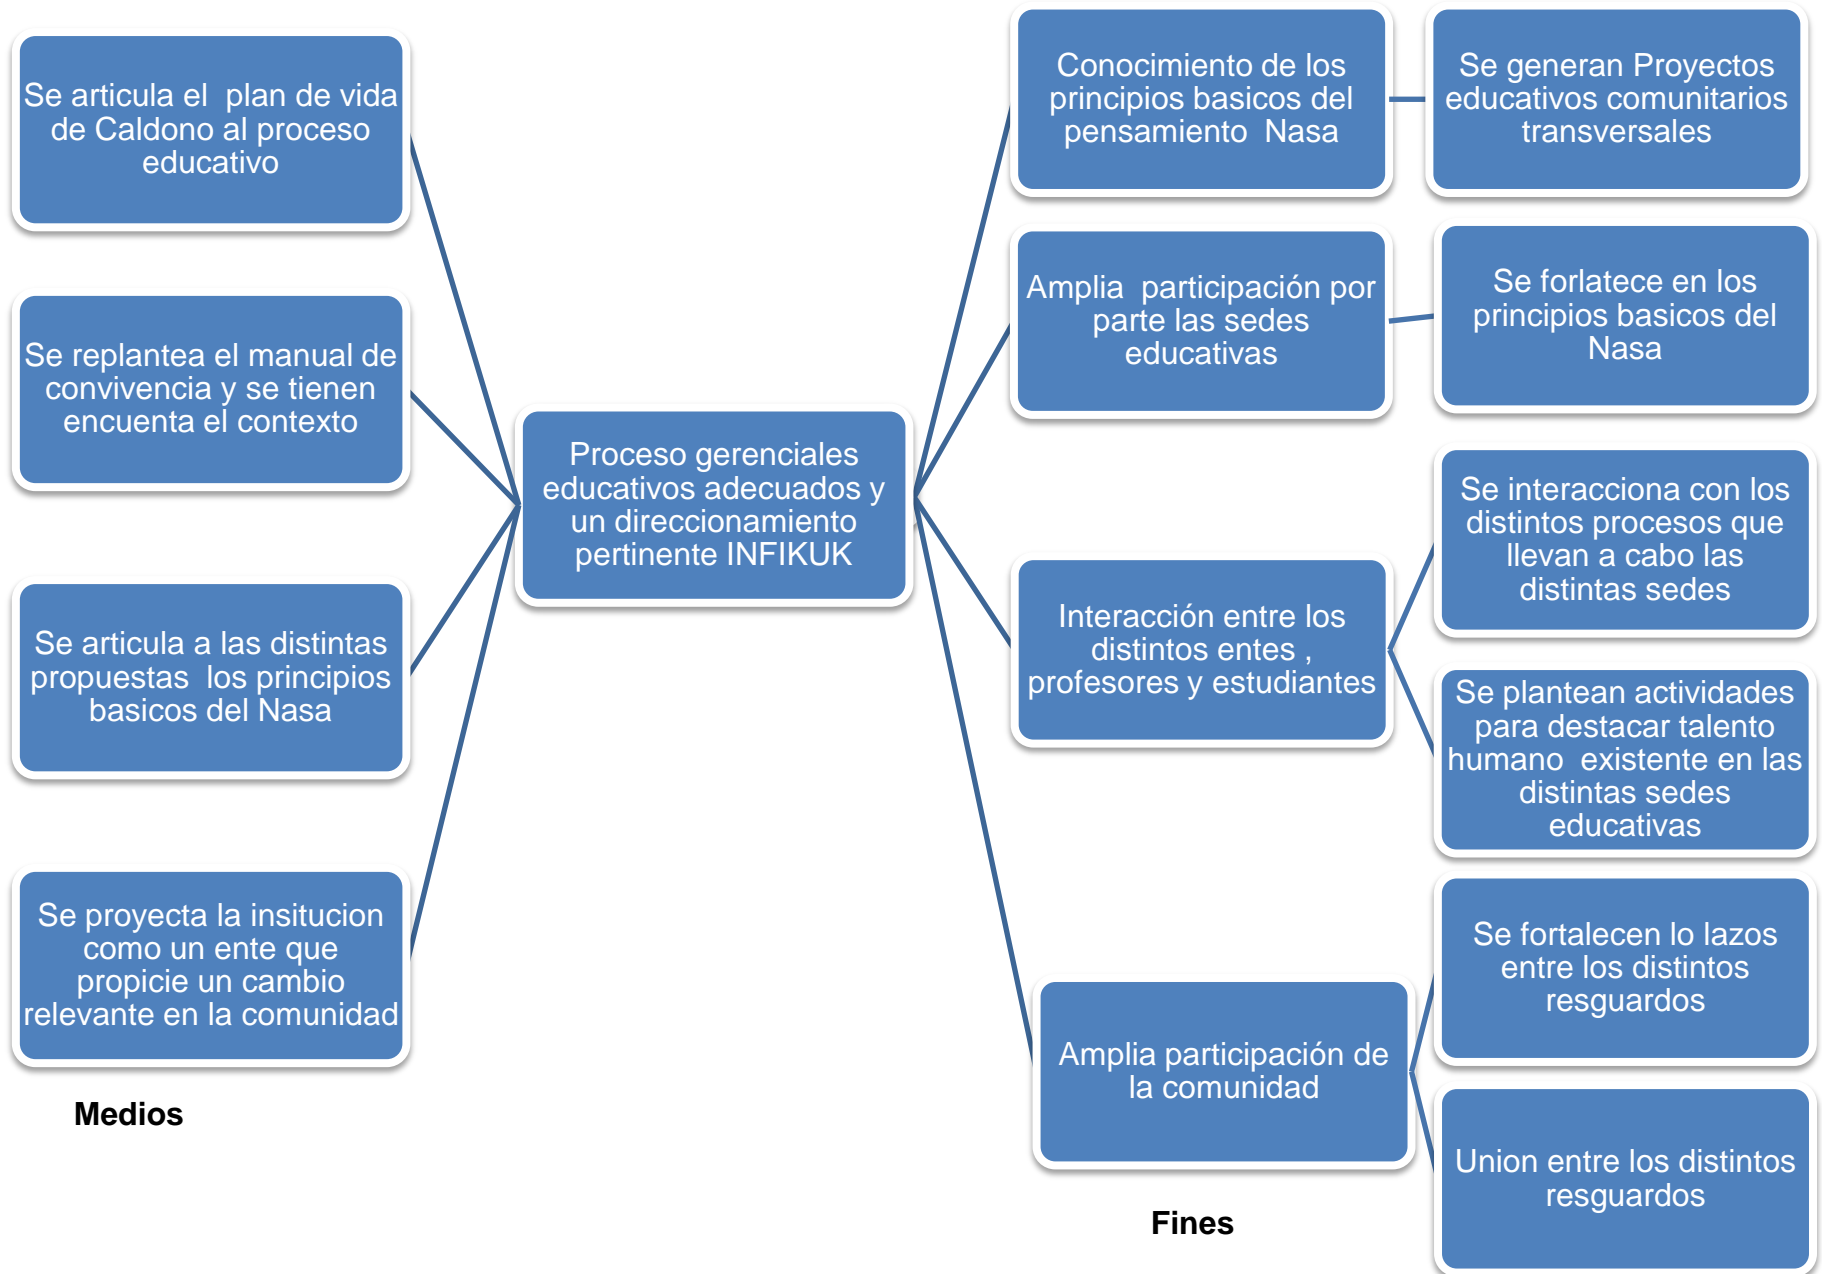 Se articula el plan de vida
de Caldono al proceso
educativo
Se replantea el manual de
convivencia y se tienen
encuenta el contexto
Se articula a las distintas
propuestas los principios
basicos del Nasa
Se proyecta la insitucion
como un ente que
propicie un cambio
relevante en la comunidad
Medios
Proceso gerenciales
educativos adecuados y
un direccionamiento
pertinente INFIKUK
Conocimiento de los
principios basicos del
pensamiento Nasa
Se generan Proyectos
educativos comunitarios
transversales
Amplia participación por
parte las sedes
educativas
Se forlatece en los
principios basicos del
Nasa
Interacción entre los
distintos entes ,
profesores y estudiantes
Se interacciona con los
distintos procesos que
llevan a cabo las
distintas sedes
Se plantean actividades
para destacar talento
humano existente en las
distintas sedes
educativas
Amplia participación de
la comunidad
Se fortalecen lo lazos
entre los distintos
resguardos
Union entre los distintos
resguardos
Fines